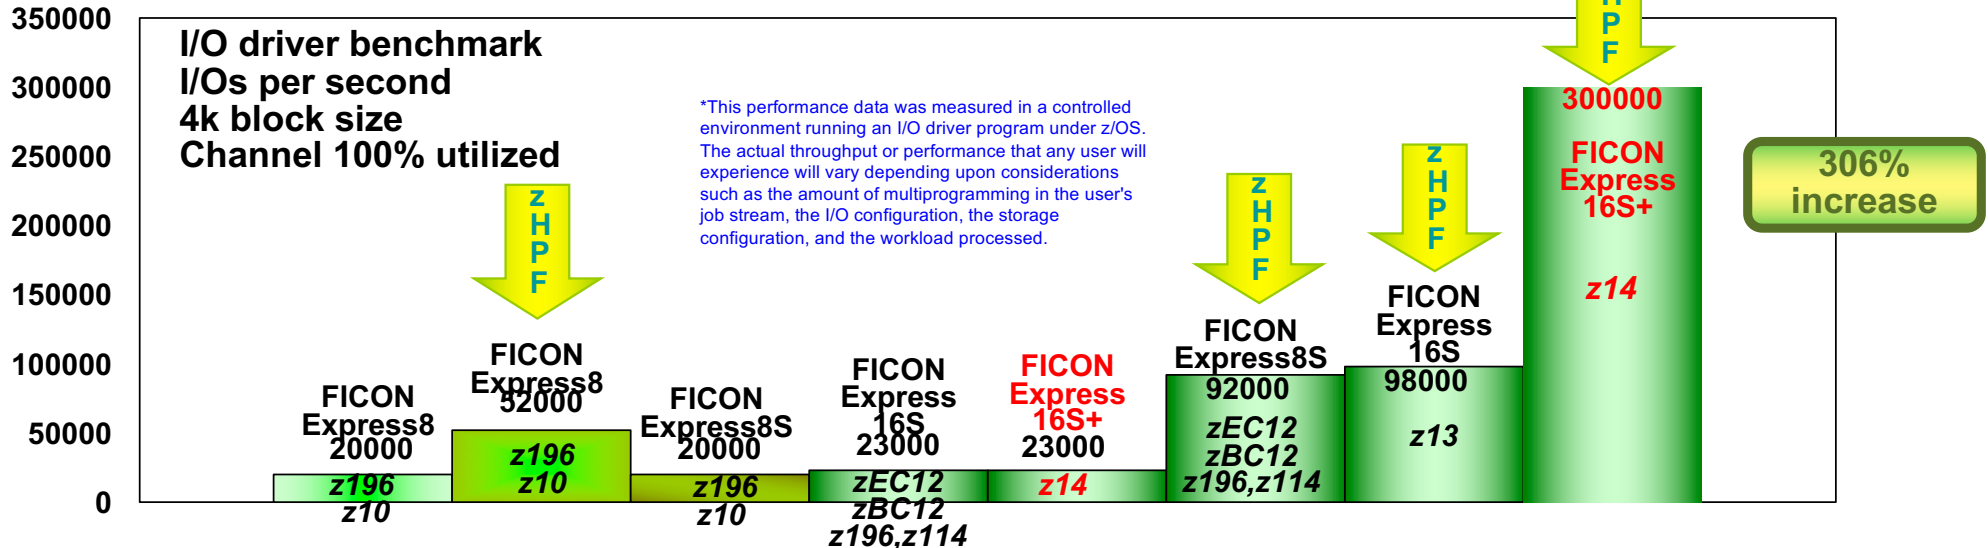 350000
300000
250000
200000
150000
100000
50000
0
I/O driver benchmark
I/Os per second
4k block size
Channel 100% utilized
*This performance data was measured in a controlled
environment running an I/O driver program under z/OS.
The actual throughput or performance that any user will
experience will vary depending upon considerations
such as the amount of multiprogramming in the user's
job stream, the I/O configuration, the storage
configuration, and the workload processed.
FICON
Express8
20000
z196
z10
z
H
P
F
FICON
Express8
52000
z196
z10
FICON
Express8S
20000
z196
z10
FICON
Express
16S
23000
zEC12
zBC12
z196,z114
FICON
Express
16S+
23000
z14
z
H
P
F
FICON
Express8S
92000
zEC12
zBC12
z196,z114
z
H
P
F
FICON
Express
16S
98000
z13
H
P
F
300000
FICON
Express
16S+
z14
306%
increase